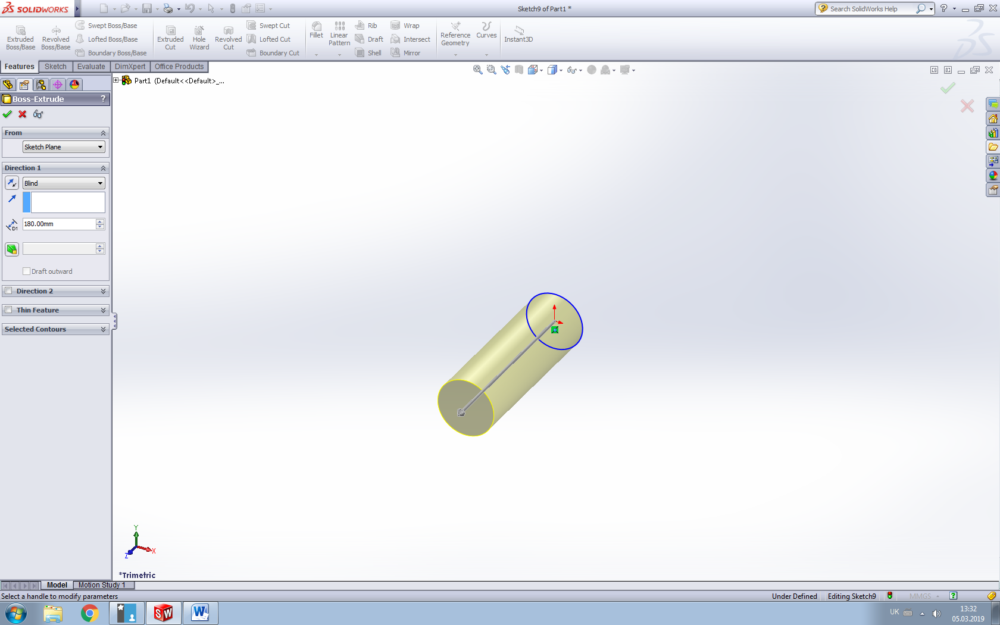 SOLIDWORKS
Sketch9 of Part1 *
Search SolidWorks Help
Extruded Boss/Base
Revolved Boss/Base
Swept Boss/Base
Lofted Boss/Base
Boundary Boss/Base
Extruded Cut
Hole Wizard
Revolved Cut
Swept Cut
Lofted Cut
Boundary Cut
Fillet
Linear Pattern
Rib
Draft
Shell
Wrap
Intersect
Mirror
Reference Geometry
Curves
Instant3D
Features
Sketch
Evaluate
DimXpert
Office Products
Part1 (Default<<Default>_...
Boss-Extrude
?
From
Sketch Plane
Direction 1
Blind
D1
180.00mm
Draft outward
Direction 2
Thin Feature
Selected Contours
Y
X
Z
*Trimetric
Model
Motion Study 1
Select a handle to modify parameters
Under Defined
Editing Sketch9
MMGS
?
UK
13:32
05.03.2019